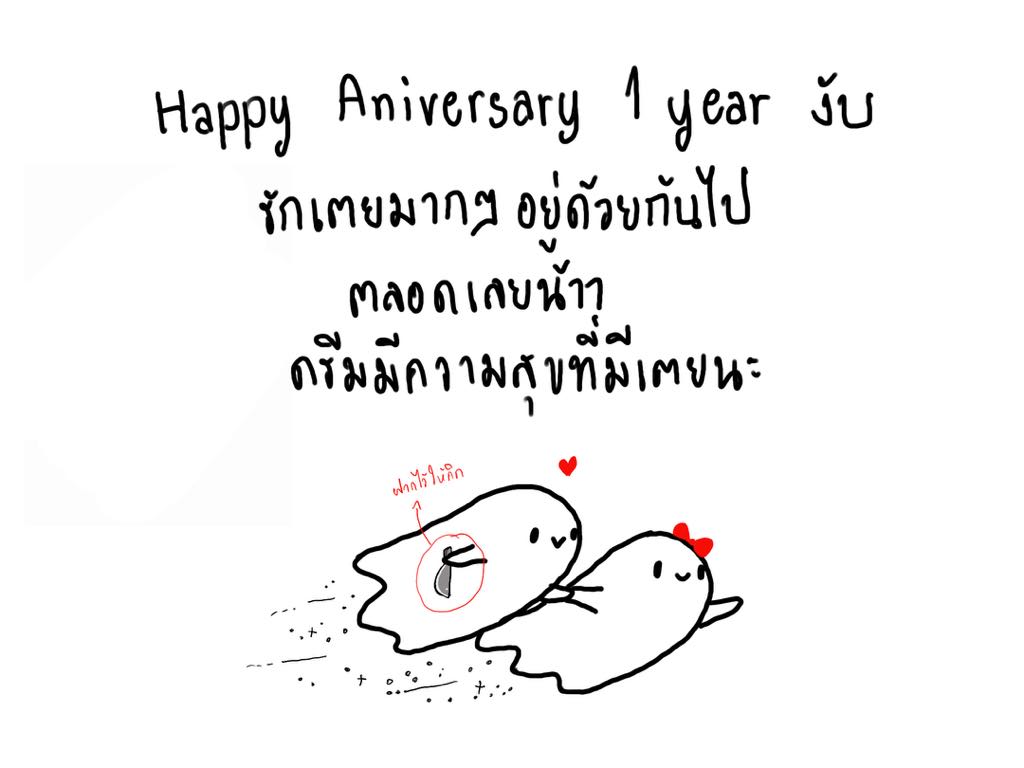 Happy Aniversary 1 year งับ
รักเตยมากๆ อยู่ด้วยกันไป
ตลอดเลยน้าา
ดรีมมีความสุขที่มีเตยนะ
ฝากไว้ให้กิก